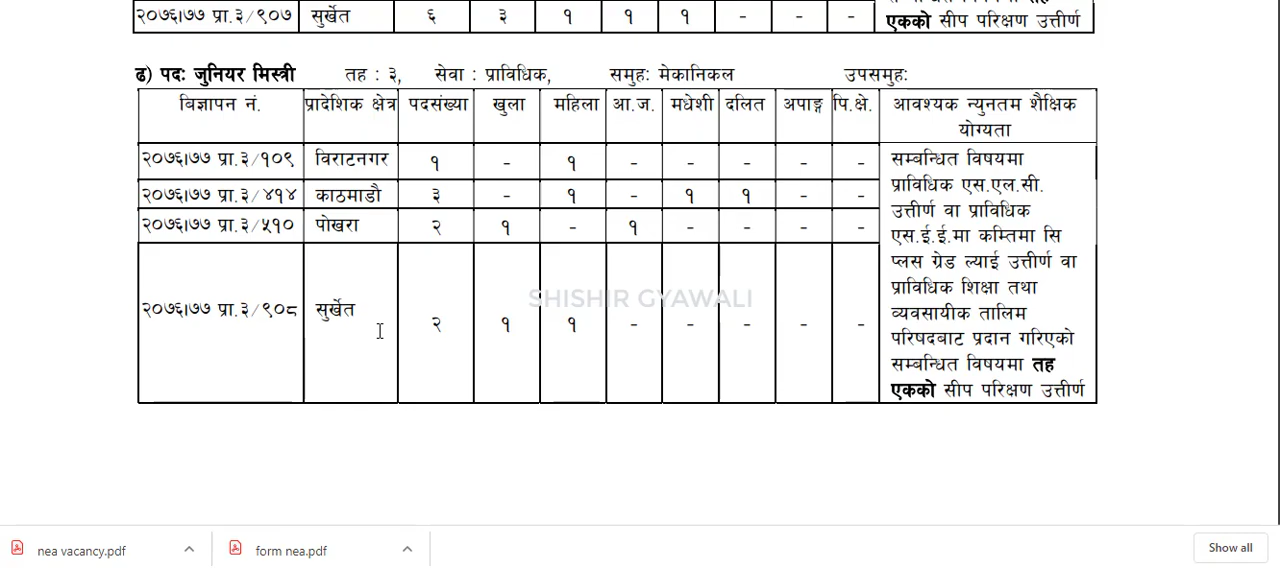 एकको सीप परिक्षण उत्तीर्ण
२०७६।७७ प्रा.३/९०७ सुर्खेत ६ ३ १ १ १ - - -
ढ) पदः जुनियर मिस्त्री तह : ३, सेवा : प्राविधिक, समुहः मेकानिकल उपसमुहः
बिज्ञापन नं. प्रादेशिक क्षेत्र पदसंख्या खुला महिला आ.ज. मधेशी दलित अपाङ्ग पि.क्षे. आवश्यक न्युनतम शैक्षिक
योग्यता
२०७६।७७ प्रा.३/१०९ विराटनगर १ - १ - - - - -
२०७६।७७ प्रा.३/४१४ काठमाडौ ३ - १ - १ १ - -
२०७६।७७ प्रा.३/५१० पोखरा २ १ - १ - - - -
२०७६।७७ प्रा.३/९०८ सुर्खेत २ १ १ - - - - -
सम्बन्धित विषयमा
प्राविधिक एस.एल.सी.
उत्तीर्ण वा प्राविधिक
एस.ई.ई.मा कम्तिमा सि
प्लस ग्रेड ल्याई उत्तीर्ण वा
प्राविधिक शिक्षा तथा
व्यवसायीक तालिम
परिषदबाट प्रदान गरिएको
सम्बन्धित विषयमा तह
एकको सीप परिक्षण उत्तीर्ण
SHISHIR GYAWALI
nea vacancy.pdf form nea.pdf Show all